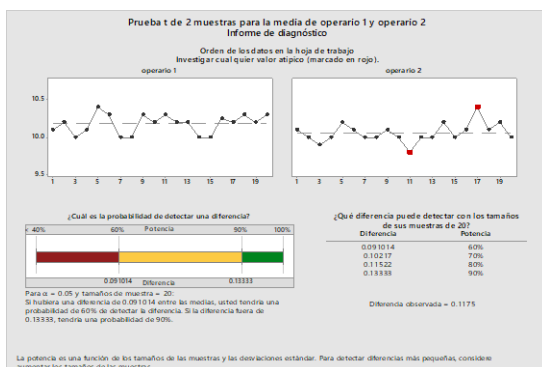 Prueba t de 2 muestras para la media de operario 1 y operario 2
Informe de diagnóstico
Orden de los datos en la hoja de trabajo
Investigar cualquier valor atípico (marcado en rojo).
operario 1
operario 2
10.5
10.0
9.5
1 3 5 7 9 11 13 15 17 19
1 3 5 7 9 11 13 15 17 19
¿Cuál es la probabilidad de detectar una diferencia?
< 40% 60% Potencia 90% 100%
0.091014 Diferencia 0.13333
Para α = 0.05 y tamaños de muestra = 20:
Si hubiera una diferencia de 0.091014 entre las medias, usted tendría una
probabilidad de 60% de detectar la diferencia. Si la diferencia fuera de
0.13333, tendría una probabilidad de 90%.
¿Qué diferencia puede detectar con los tamaños
de sus muestras de 20?
Diferencia Potencia
0.091014 60%
0.10217 70%
0.11522 80%
0.13333 90%
Diferencia observada = 0.1175
La potencia es una función de los tamaños de las muestras y las desviaciones estándar. Para detectar diferencias más pequeñas, considere
aumentar los tamaños de las muestras.